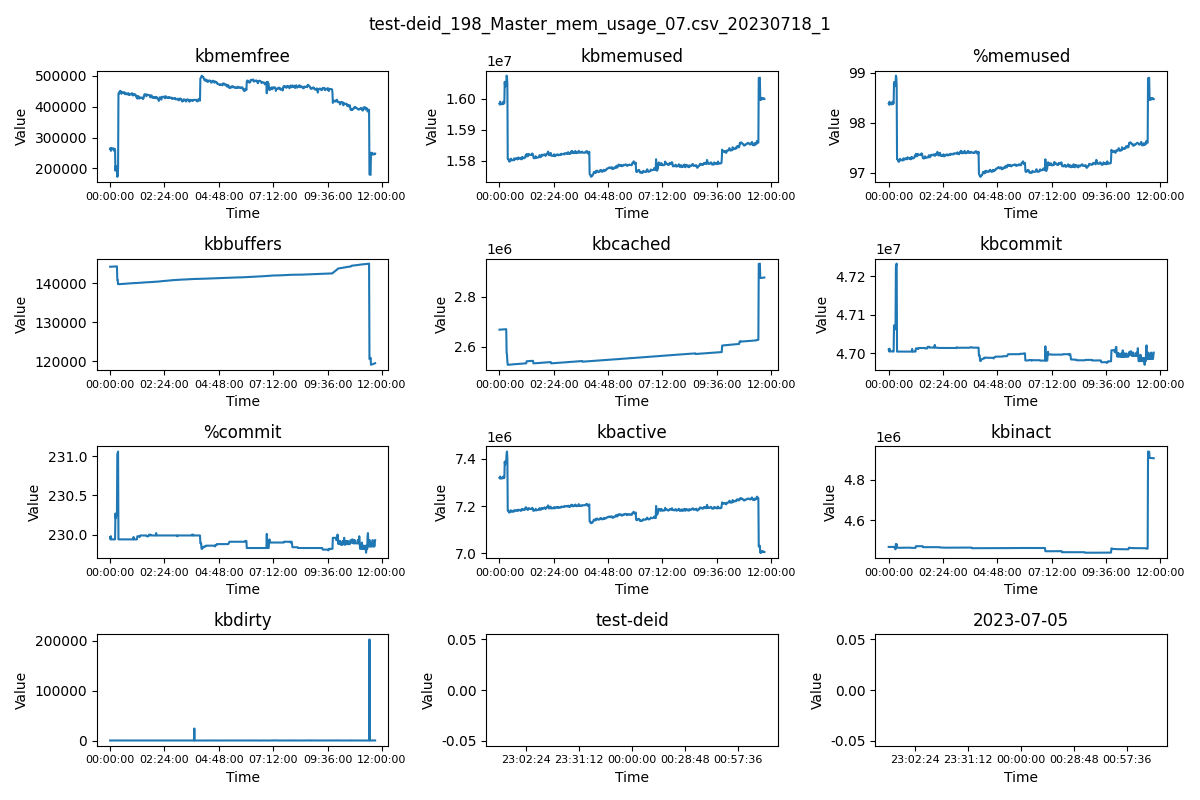 test-deid_198_Master_mem_usage_07.csv_20230718_1
kbmemfree
kbmemused
%memused
1e7
500000
400000
300000
200000
Value
00:00:00 02:24:00 04:48:00 07:12:00 09:36:00 12:00:00
Time
1.60
1.59
1.58
Value
00:00:00 02:24:00 04:48:00 07:12:00 09:36:00 12:00:00
Time
99
98
97
Value
00:00:00 02:24:00 04:48:00 07:12:00 09:36:00 12:00:00
Time
kbbuffers
kbcached
kbcommit
140000
130000
120000
Value
00:00:00 02:24:00 04:48:00 07:12:00 09:36:00 12:00:00
Time
1e6
2.8
2.6
Value
00:00:00 02:24:00 04:48:00 07:12:00 09:36:00 12:00:00
Time
1e7
4.72
4.71
4.70
Value
00:00:00 02:24:00 04:48:00 07:12:00 09:36:00 12:00:00
Time
%commit
kbactive
kbinact
231.0
230.5
230.0
Value
00:00:00 02:24:00 04:48:00 07:12:00 09:36:00 12:00:00
Time
1e6
7.4
7.2
7.0
Value
00:00:00 02:24:00 04:48:00 07:12:00 09:36:00 12:00:00
Time
1e6
4.8
4.6
Value
00:00:00 02:24:00 04:48:00 07:12:00 09:36:00 12:00:00
Time
kbdirty
test-deid
2023-07-05
200000
100000
0
Value
00:00:00 02:24:00 04:48:00 07:12:00 09:36:00 12:00:00
Time
0.05
0.00
-0.05
Value
23:02:24 23:31:12 00:00:00 00:28:48 00:57:36
Time
0.05
0.00
-0.05
Value
23:02:24 23:31:12 00:00:00 00:28:48 00:57:36
Time